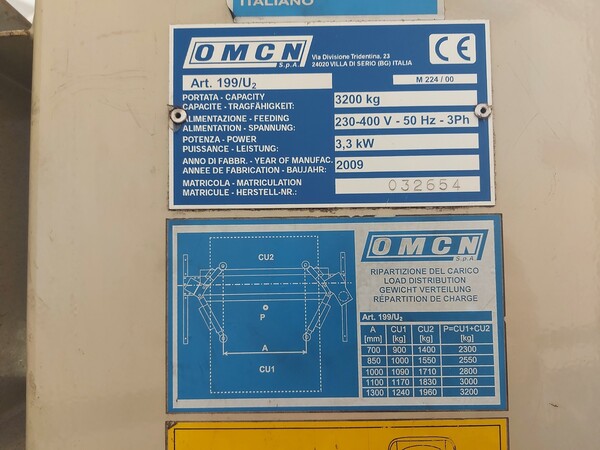 ITALIANO
OMCN
S.p.A.
Via Divisione Tridentina, 23
24020 VILLA DI SERIO (BG) ITALIA
CE
Art. 199/U2
M 224 / 00
PORTATA - CAPACITY
CAPACITE - TRAGFÄHIGKEIT:
3200 kg
ALIMENTAZIONE - FEEDING
ALIMENTATION - SPANNUNG:
230-400 V - 50 Hz - 3Ph
POTENZA - POWER
PUISSANCE - LEISTUNG:
3,3 kW
ANNO DI FABBR. - YEAR OF MANUFAC.
ANNEE DE FABRICATION - BAUJAHR:
2009
MATRICOLA - MATRICULATION
MATRICULE - HERSTELL-NR.:
032654
OMCN
S.p.A.
RIPARTIZIONE DEL CARICO
LOAD DISTRIBUTION
GEWICHT VERTEILUNG
RÉPARTITION DE CHARGE
CU2
P
A
CU1
Art. 199/U2
A CU1 CU2 P=CU1+CU2
[mm] [kg] [kg] [kg]
700 900 1400 2300
850 1000 1550 2550
1000 1090 1710 2800
1100 1170 1830 3000
1300 1240 1960 3200